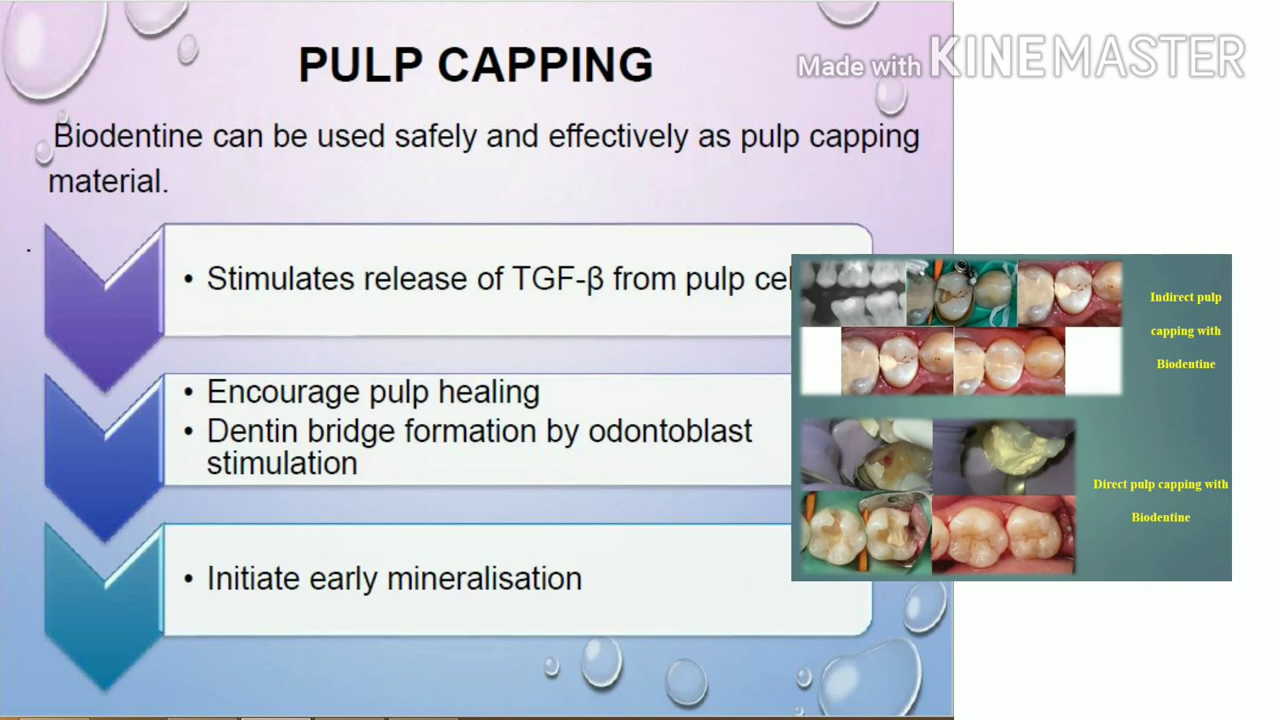 PULP CAPPING
Made with KINEMASTER
Biodentine can be used safely and effectively as pulp capping
material.
• Stimulates release of TGF-β from pulp cel
• Encourage pulp healing
• Dentin bridge formation by odontoblast
stimulation
• Initiate early mineralisation
Indirect pulp
capping with
Biodentine
Direct pulp capping with
Biodentine